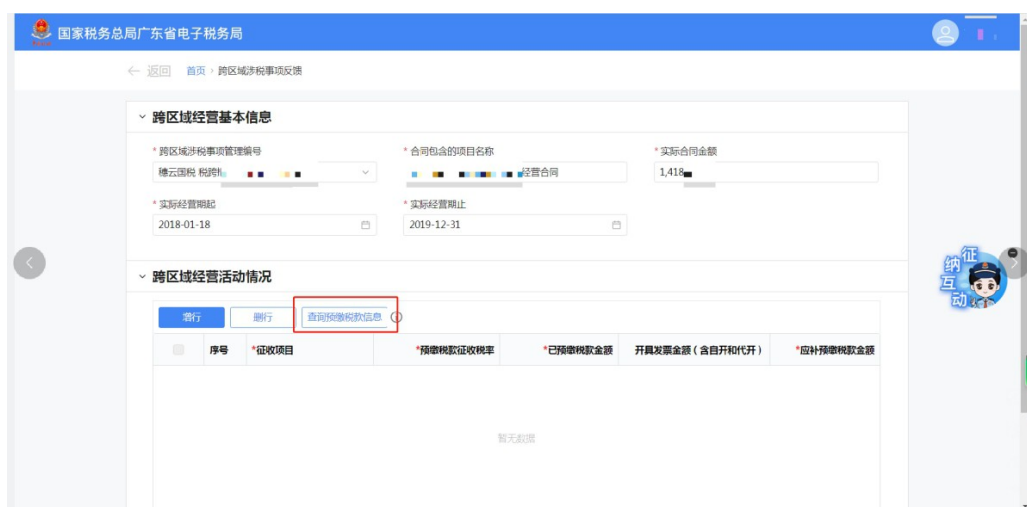 国家税务总局广东省电子税务局
← 返回 首页 › 跨区域涉税事项反馈
跨区域经营基本信息
* 跨区域涉税事项管理编号 * 合同包含的项目名称 * 实际合同金额
穗云国税 税跨 经营合同 1,418
* 实际经营期起 * 实际经营期止
2018-01-18 2019-12-31
征纳互动
跨区域经营活动情况
增行 删行 查询预缴税款信息
序号 *征收项目 *预缴税款征收税率 *已预缴税款金额 开具发票金额（含自开和代开） *应补预缴税款金额
暂无数据